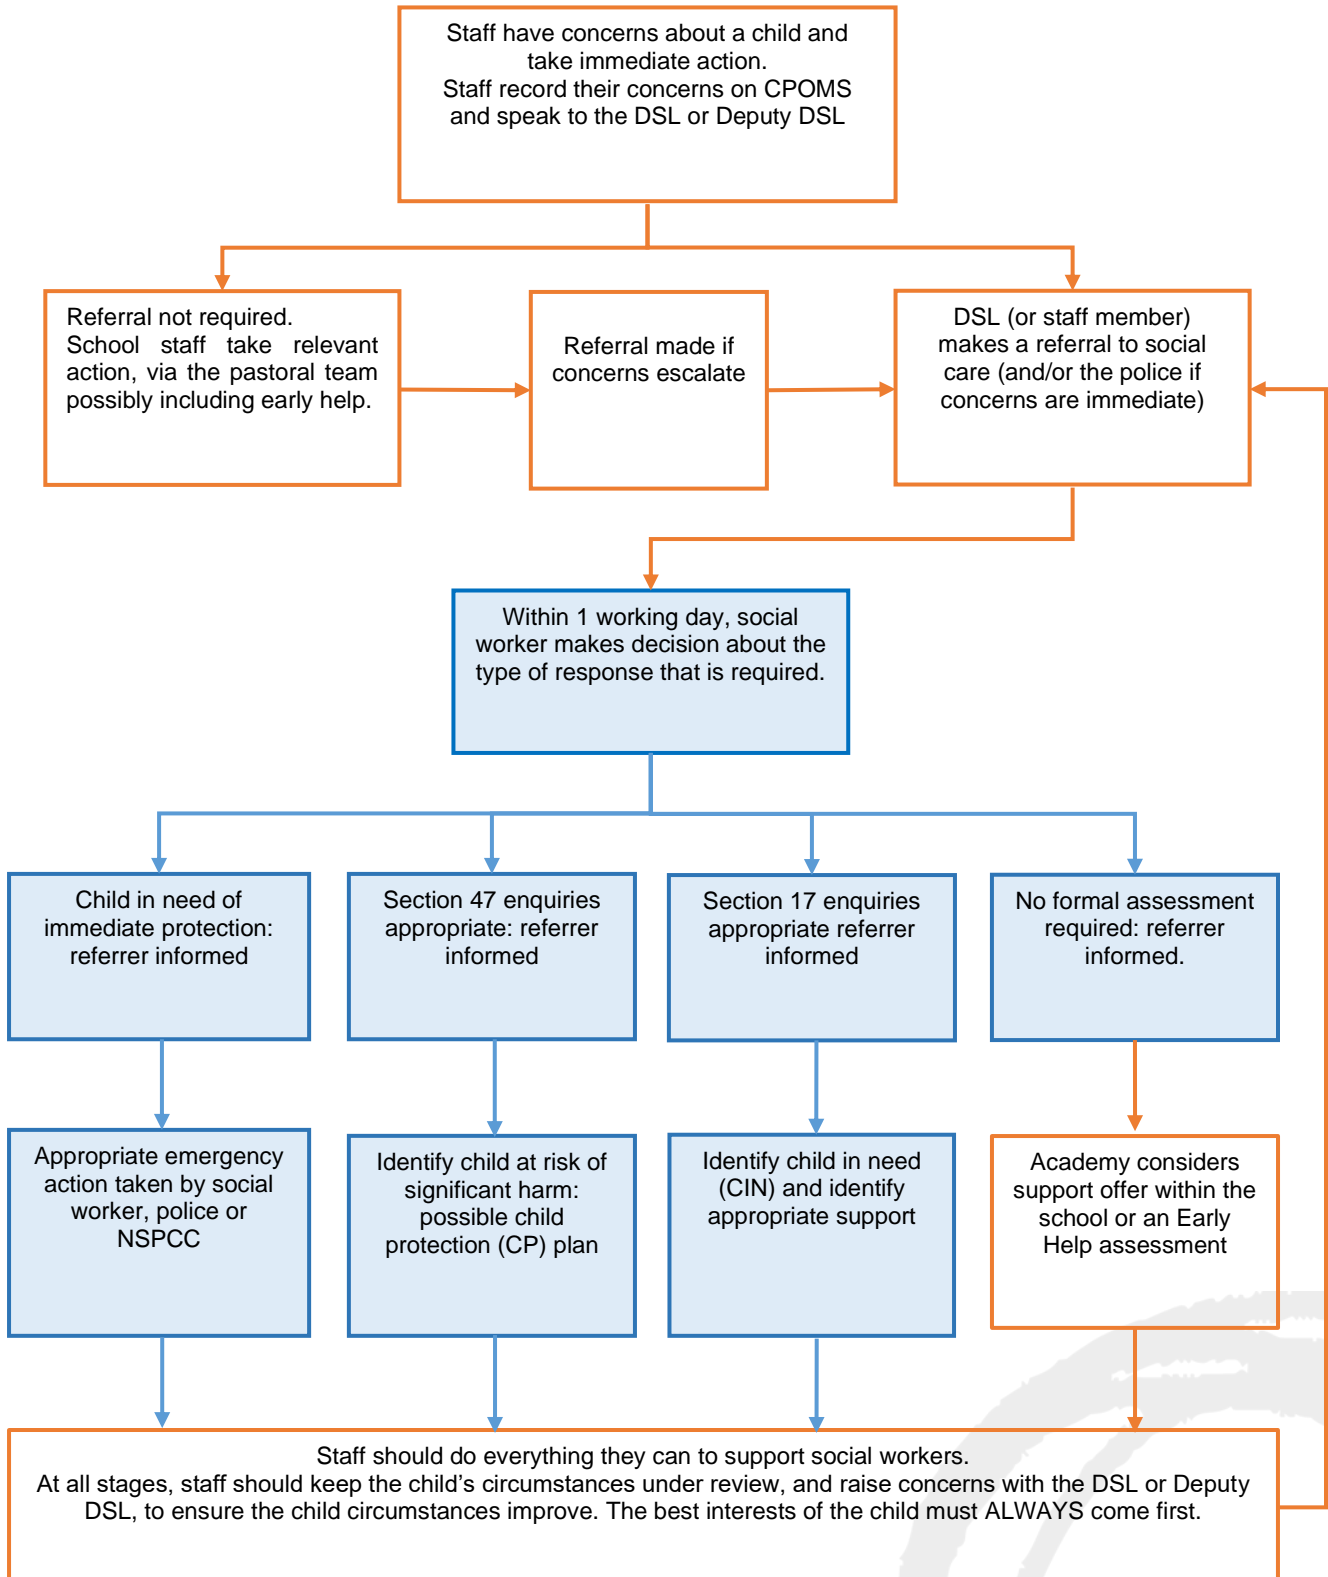 Staff have concerns about a child and
take immediate action.
Staff record their concerns on CPOMS
and speak to the DSL or Deputy DSL
Referral not required.
School staff take relevant
action, via the pastoral team
possibly including early help.
Referral made if
concerns escalate
DSL (or staff member)
makes a referral to social
care (and/or the police if
concerns are immediate)
Within 1 working day, social
worker makes decision about the
type of response that is required.
Child in need of
immediate protection:
referrer informed
Section 47 enquiries
appropriate: referrer
informed
Section 17 enquiries
appropriate referrer
informed
No formal assessment
required: referrer
informed.
Appropriate emergency
action taken by social
worker, police or
NSPCC
Identify child at risk of
significant harm:
possible child
protection (CP) plan
Identify child in need
(CIN) and identify
appropriate support
Academy considers
support offer within the
school or an Early
Help assessment
Staff should do everything they can to support social workers.
At all stages, staff should keep the child’s circumstances under review, and raise concerns with the DSL or Deputy
DSL, to ensure the child circumstances improve. The best interests of the child must ALWAYS come first.